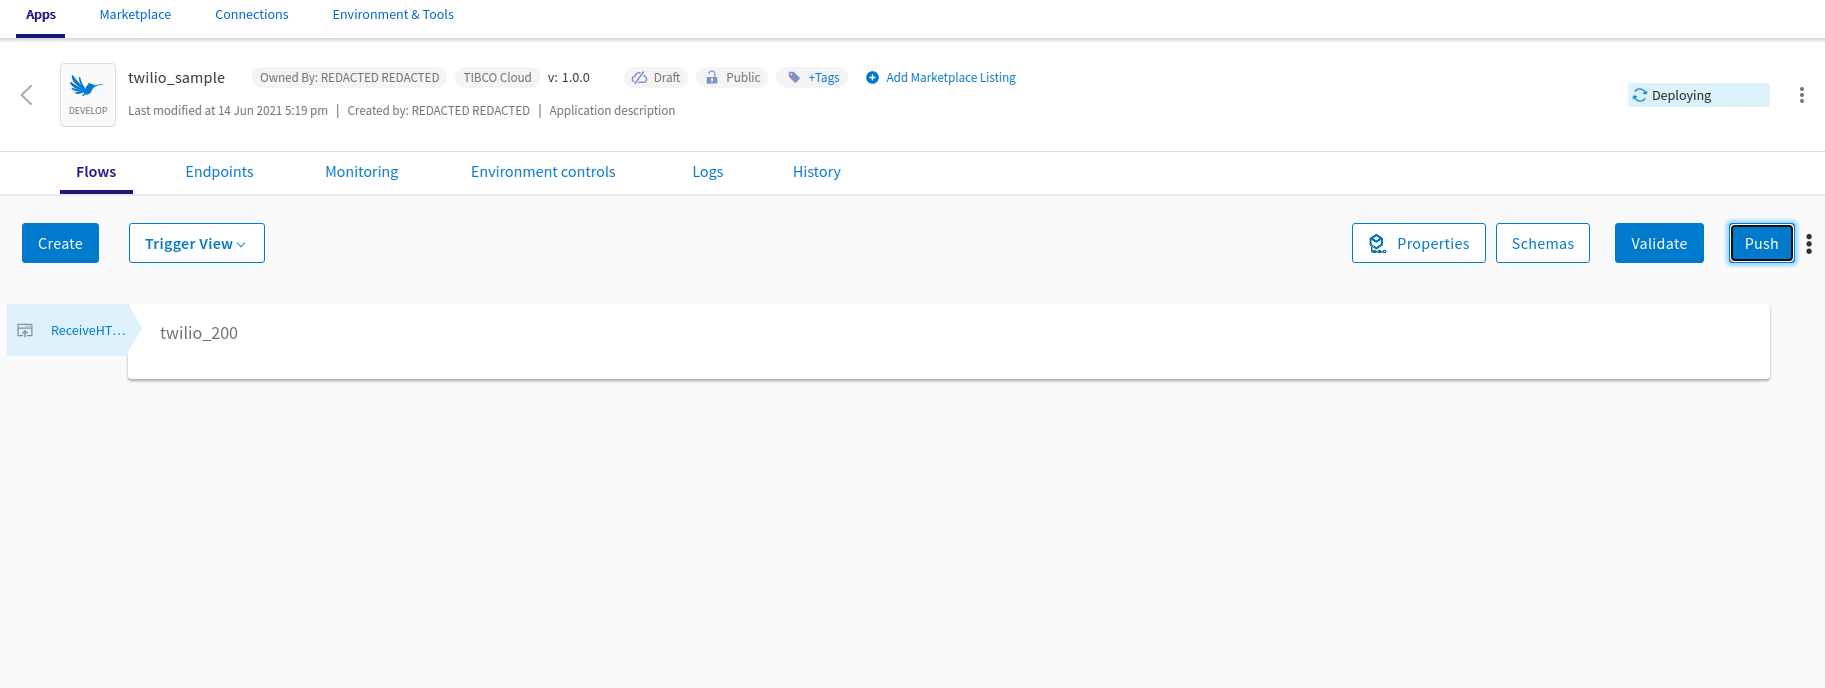 Apps Marketplace Connections Environment & Tools
twilio_sample Owned By: REDACTED REDACTED TIBCO Cloud v: 1.0.0 Draft Public +Tags Add Marketplace Listing
DEVELOP
Last modified at 14 Jun 2021 5:19 pm | Created by: REDACTED REDACTED | Application description
Deploying
Flows Endpoints Monitoring Environment controls Logs History
Create Trigger View Properties Schemas Validate Push
ReceiveHT... twilio_200